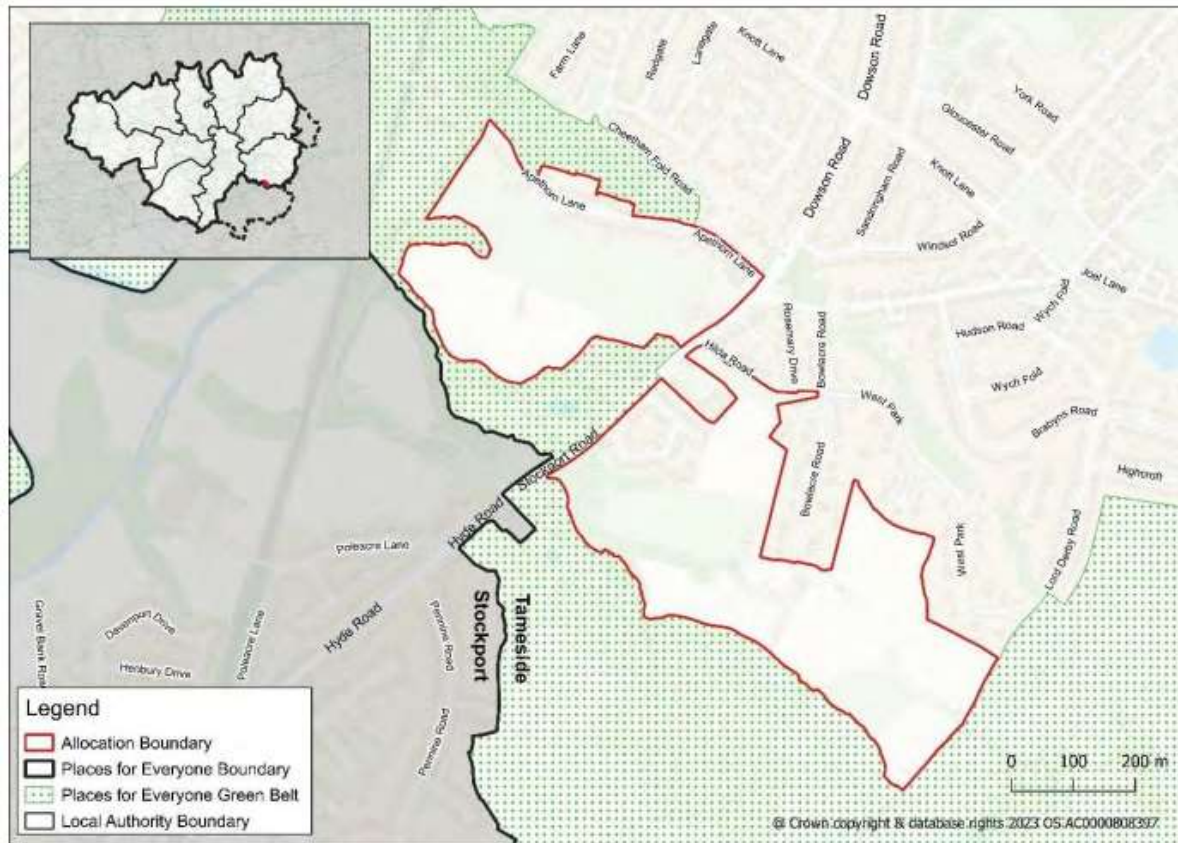 Farm Lane
Redgate
Lanegate
Knott Lane
Dowson Road
York Road
Gloucester Road
Cheetham Fold Road
Dowson Road
Sandringham Road
Knott Lane
Apethorn Lane
Windsor Road
Apethorn Lane
Joel Lane
Wych Fold
Hudson Road
Rosemary Drive
Bowlacre Road
Hilda Road
Wych Fold
West Park
Brabyns Road
Stockport Road
Bowlacre Road
Highcroft
Hyde Road
Poleacre Lane
West Park
Lord Derby Road
Gravel Bank Road
Davenport Drive
Poleacre Lane
Hyde Road
Pennine Road
Stockport
Tameside
Henbury Drive
Pennine Road
Legend
Allocation Boundary
Places for Everyone Boundary
Places for Everyone Green Belt
Local Authority Boundary
0 100 200 m
@ Crown copyright & database rights 2023 OS AC0000808397.